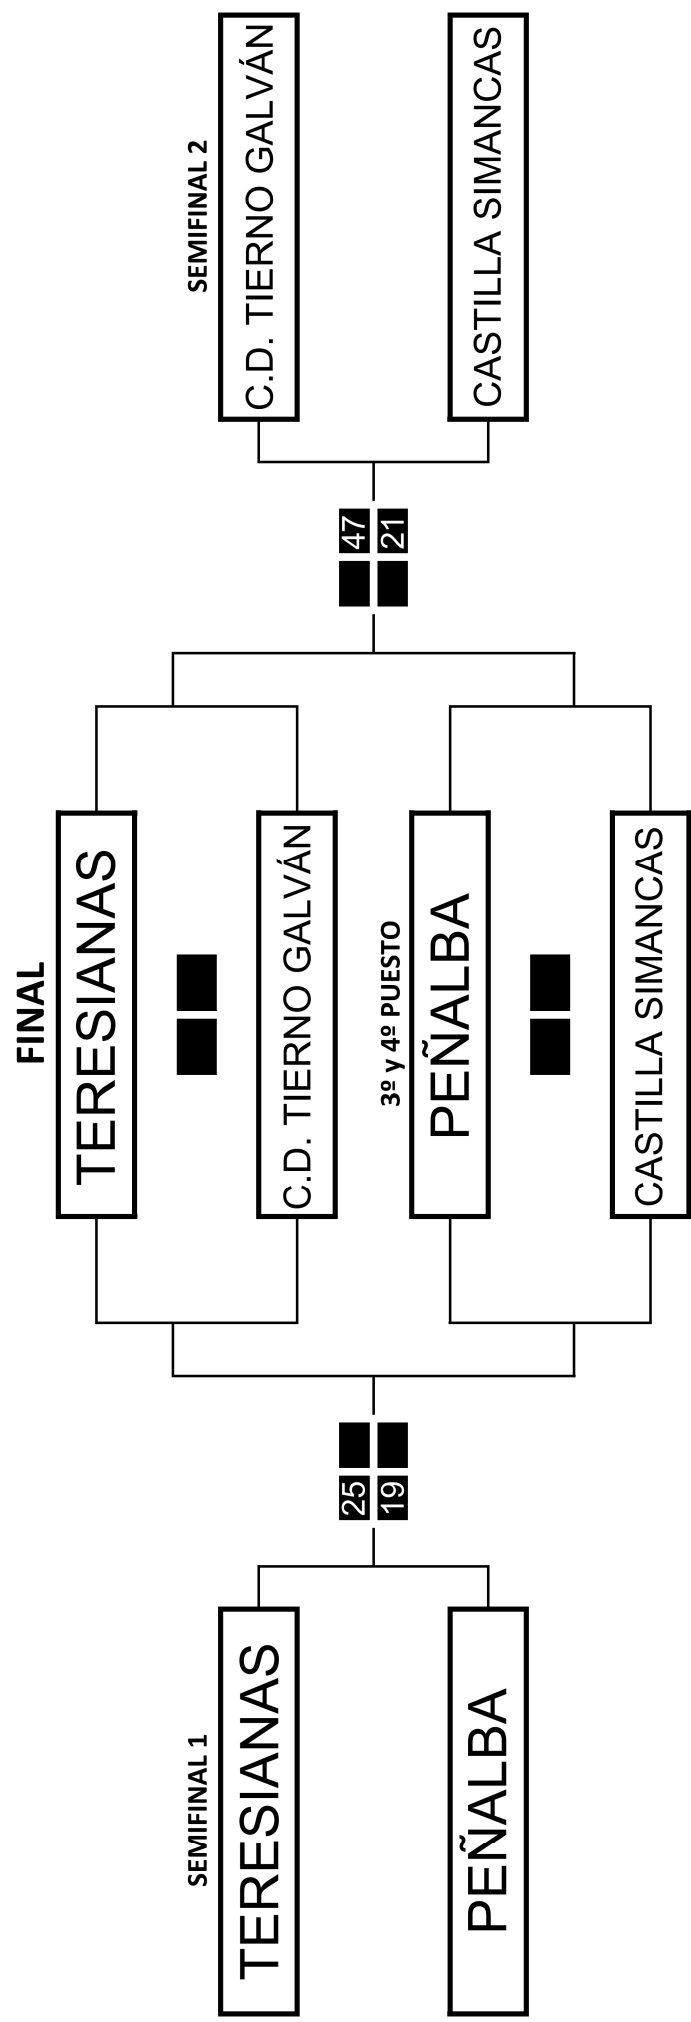 SEMIFINAL 1
TERESIANAS
PEÑALBA
25
19
FINAL
TERESIANAS
C.D. TIERNO GALVÁN
3º y 4º PUESTO
PEÑALBA
CASTILLA SIMANCAS
47
21
SEMIFINAL 2
C.D. TIERNO GALVÁN
CASTILLA SIMANCAS